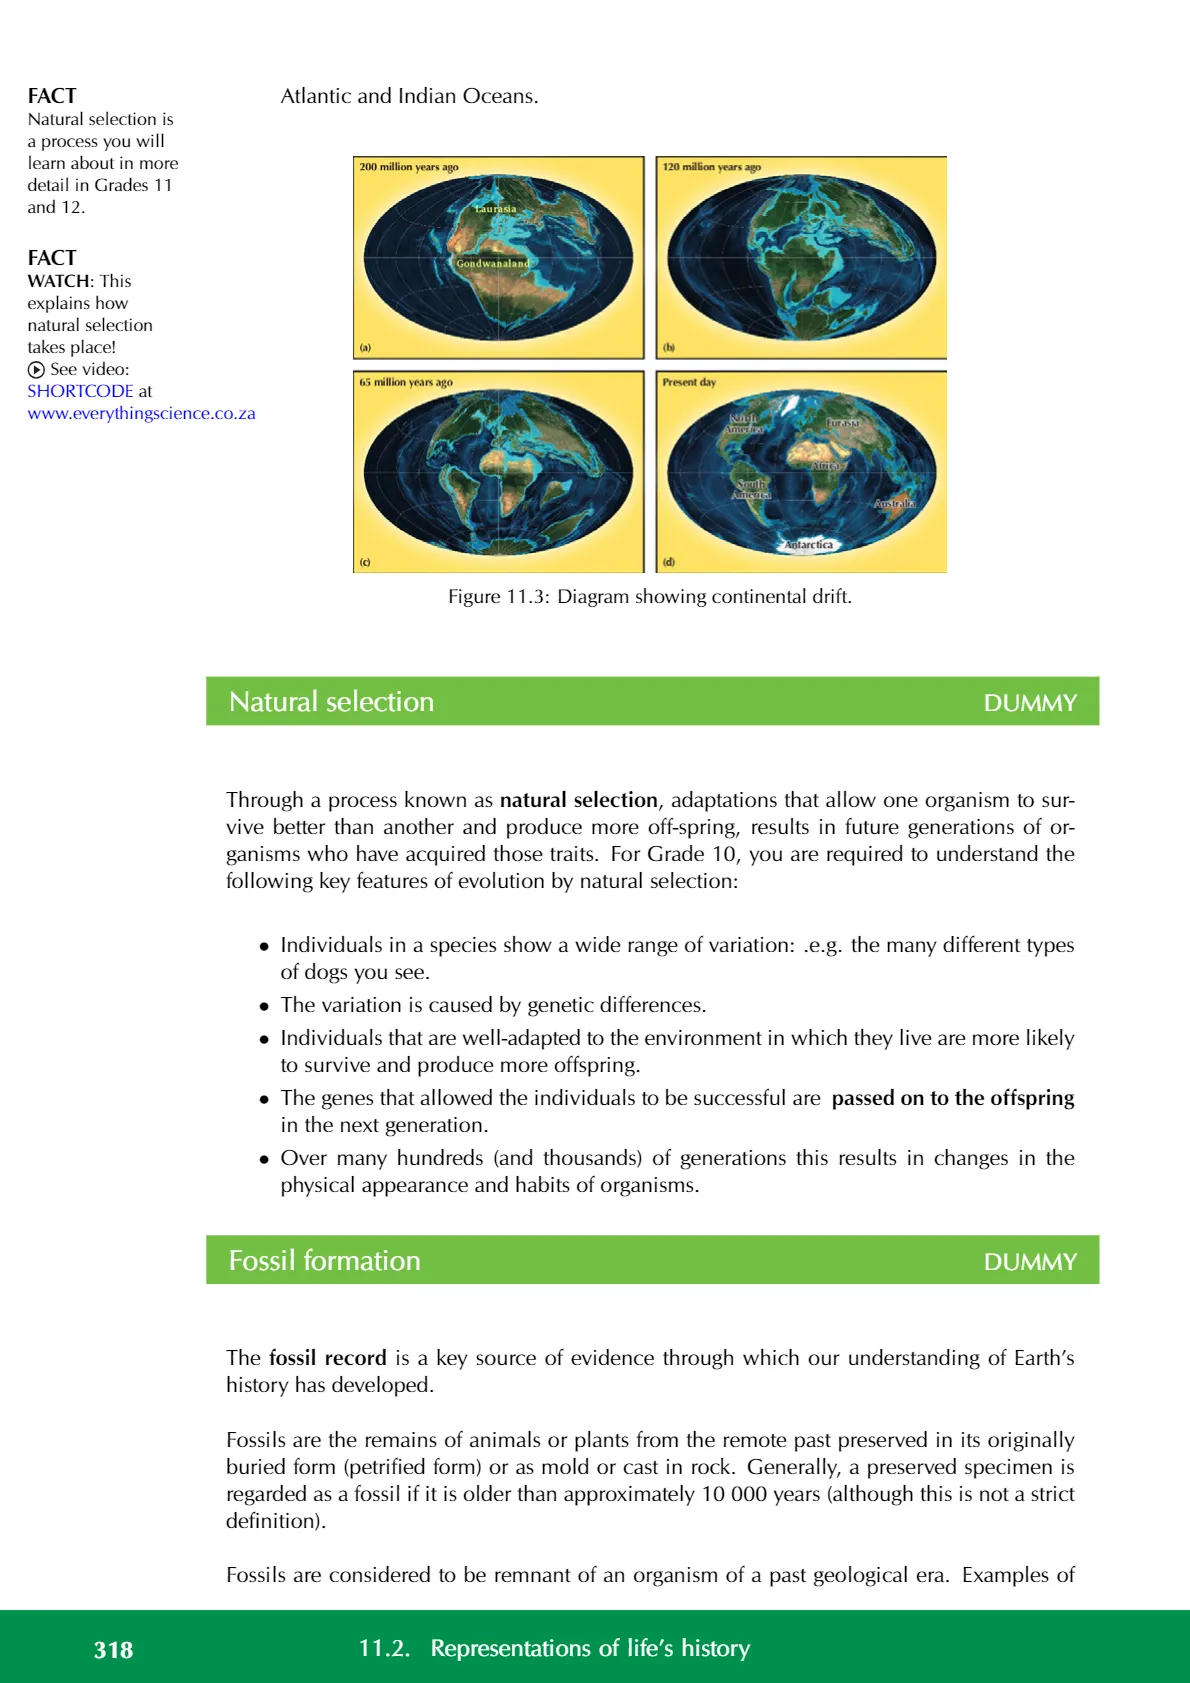 FACT
Natural selection is
a process you will
learn about in more
detail in Grades 11
and 12.
FACT
WATCH: This
explains how
natural selection
takes place!
See video:
SHORTCODE at
www.everythingscience.co.za
Atlantic and Indian Oceans.
200 million years ago
Laurasia
Gondwanaland
(a)
120 million years ago
(b)
65 million years ago
(c)
Present day
North
America
Eurasia
Africa
South
America
Australia
Antarctica
(d)
Figure 11.3: Diagram showing continental drift.
Natural selection DUMMY
Through a process known as natural selection, adaptations that allow one organism to sur-
vive better than another and produce more off-spring, results in future generations of or-
ganisms who have acquired those traits. For Grade 10, you are required to understand the
following key features of evolution by natural selection:
• Individuals in a species show a wide range of variation: .e.g. the many different types
of dogs you see.
• The variation is caused by genetic differences.
• Individuals that are well-adapted to the environment in which they live are more likely
to survive and produce more offspring.
• The genes that allowed the individuals to be successful are passed on to the offspring
in the next generation.
• Over many hundreds (and thousands) of generations this results in changes in the
physical appearance and habits of organisms.
Fossil formation DUMMY
The fossil record is a key source of evidence through which our understanding of Earth's
history has developed.
Fossils are the remains of animals or plants from the remote past preserved in its originally
buried form (petrified form) or as mold or cast in rock. Generally, a preserved specimen is
regarded as a fossil if it is older than approximately 10 000 years (although this is not a strict
definition).
Fossils are considered to be remnant of an organism of a past geological era. Examples of
318 11.2. Representations of life's history